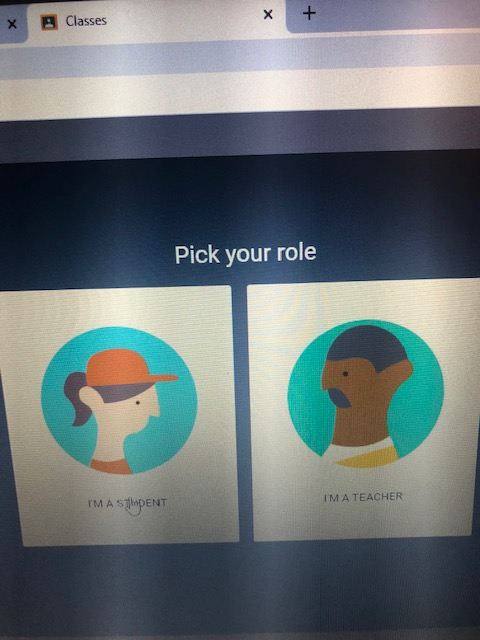 Classes
Pick your role
I'M A STUDENT
I'M A TEACHER